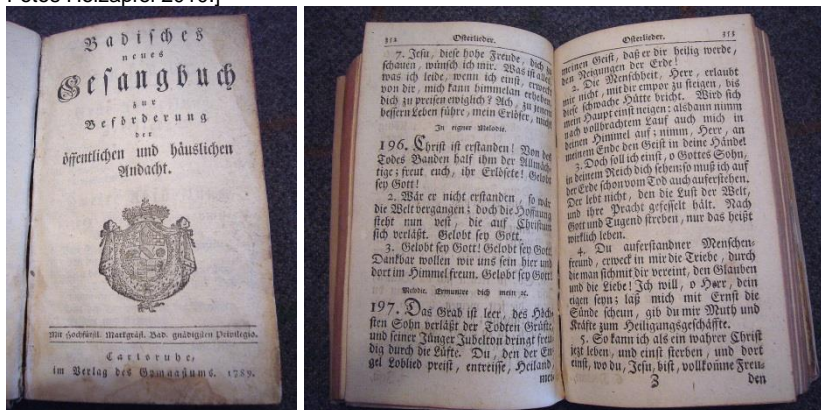 Fotos Holzapfel 2010.]
Badisches
neues
Gesangbuch
zur
Beförderung
der
öffentlichen und häuslichen
Andacht.
Mit Hochfürstl. Markgräfl. Bad. gnädigsten Privilegio.
Carlsruhe,
im Verlag des Gymnasiums. 1789.
312 Osterlieder.
7. Jesu, diese hohe Freude, dich zu
schauen, wünsch ich mir. Was ist alles,
was ich leide, wenn ich einst, erweckt
von dir, mich kann himmelan erheben,
dich zu preisen ewiglich? Ach, zu jenem
bessern Leben führe, mein Erlöser, mich!
In eigner Melodie.
196. Christ ist erstanden! Von des
Todes Banden half ihm der Allmäch-
tige; freut euch, ihr Erlöste! Gelobt
sey Gott!
2. Wär er nicht erstanden, so wär
die Welt vergangen; doch die Hoffnung
steht nun vest, die auf Christum
sich verläßt. Gelobt sey Gott.
3. Gelobt sey Gott! Gelobt sey Gott!
Dankbar wollen wir uns sein hier und
dort im Himmel freun. Gelobt sey Gott!
Melodie. Ermuntre dich mein ꝛc.
197. Das Grab ist leer, des Höch-
sten Sohn verläßt der Todten Grüfte,
und seiner Jünger Jubelton dringt freu-
dig durch die Lüfte. Du, den der En-
gel Loblied preist, entreisse, Heiland,
mei-
Osterlieder. 313
meinen Geist, daß er dir heilig werde,
den Neigungen der Erde!
2. Die Menschheit, Herr, erlaubt
mir nicht, mit dir empor zu steigen, bis
diese schwache Hütte bricht. Wird sich
mein Haupt einst neigen: alsdann nimm
nach vollbrachtem Lauf auch mich in
deinen Himmel auf; nimm, Herr, an
meinem Ende den Geist in deine Hände!
3. Doch soll ich einst, o Gottes Sohn,
in deinem Reich dich sehen; so muß ich auf
der Erde schon vom Tod auch auferstehen.
Der lebt nicht, den die Lust der Welt,
und ihre Pracht gefesselt hält. Nach
Gott und Tugend streben, nur das heißt
wirklich leben.
4. Du auferstandner Menschen-
freund, erweck in mir die Triebe, durch
die man sich mit dir vereint, den Glauben
und die Liebe! Ich will, o Herr, dein
eigen seyn; laß mich mit Ernst die
Sünde scheun, gib du mir Muth und
Kräfte zum Heiligungsgeschäffte.
5. So kann ich als ein wahrer Christ
jezt leben, und einst sterben, und dort
einst, wo du, Jesu, bist, vollkomne Freu-
3 den